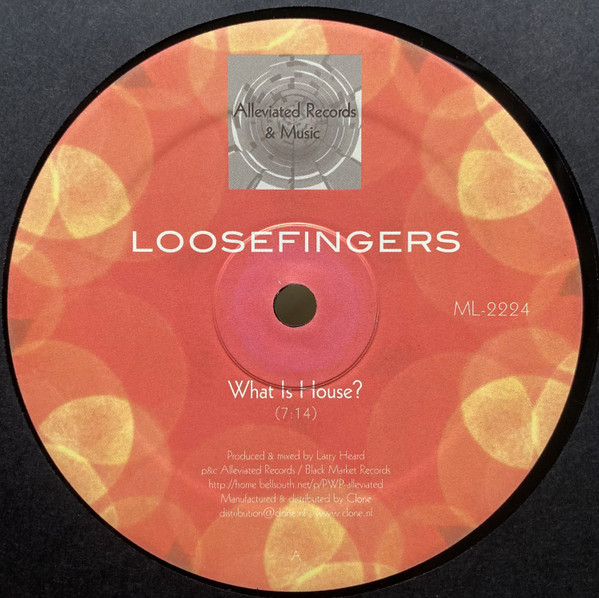 Alleviated Records
& Music
LOOSEFINGERS
ML-2224
What Is House?
(7:14)
Produced & mixed by Larry Heard
p&c Alleviated Records / Black Market Records
http://home.bellsouth.net/p/PWP-alleviated
Manufactured & distributed by Clone
distribution@clone.nl , www.clone.nl
A